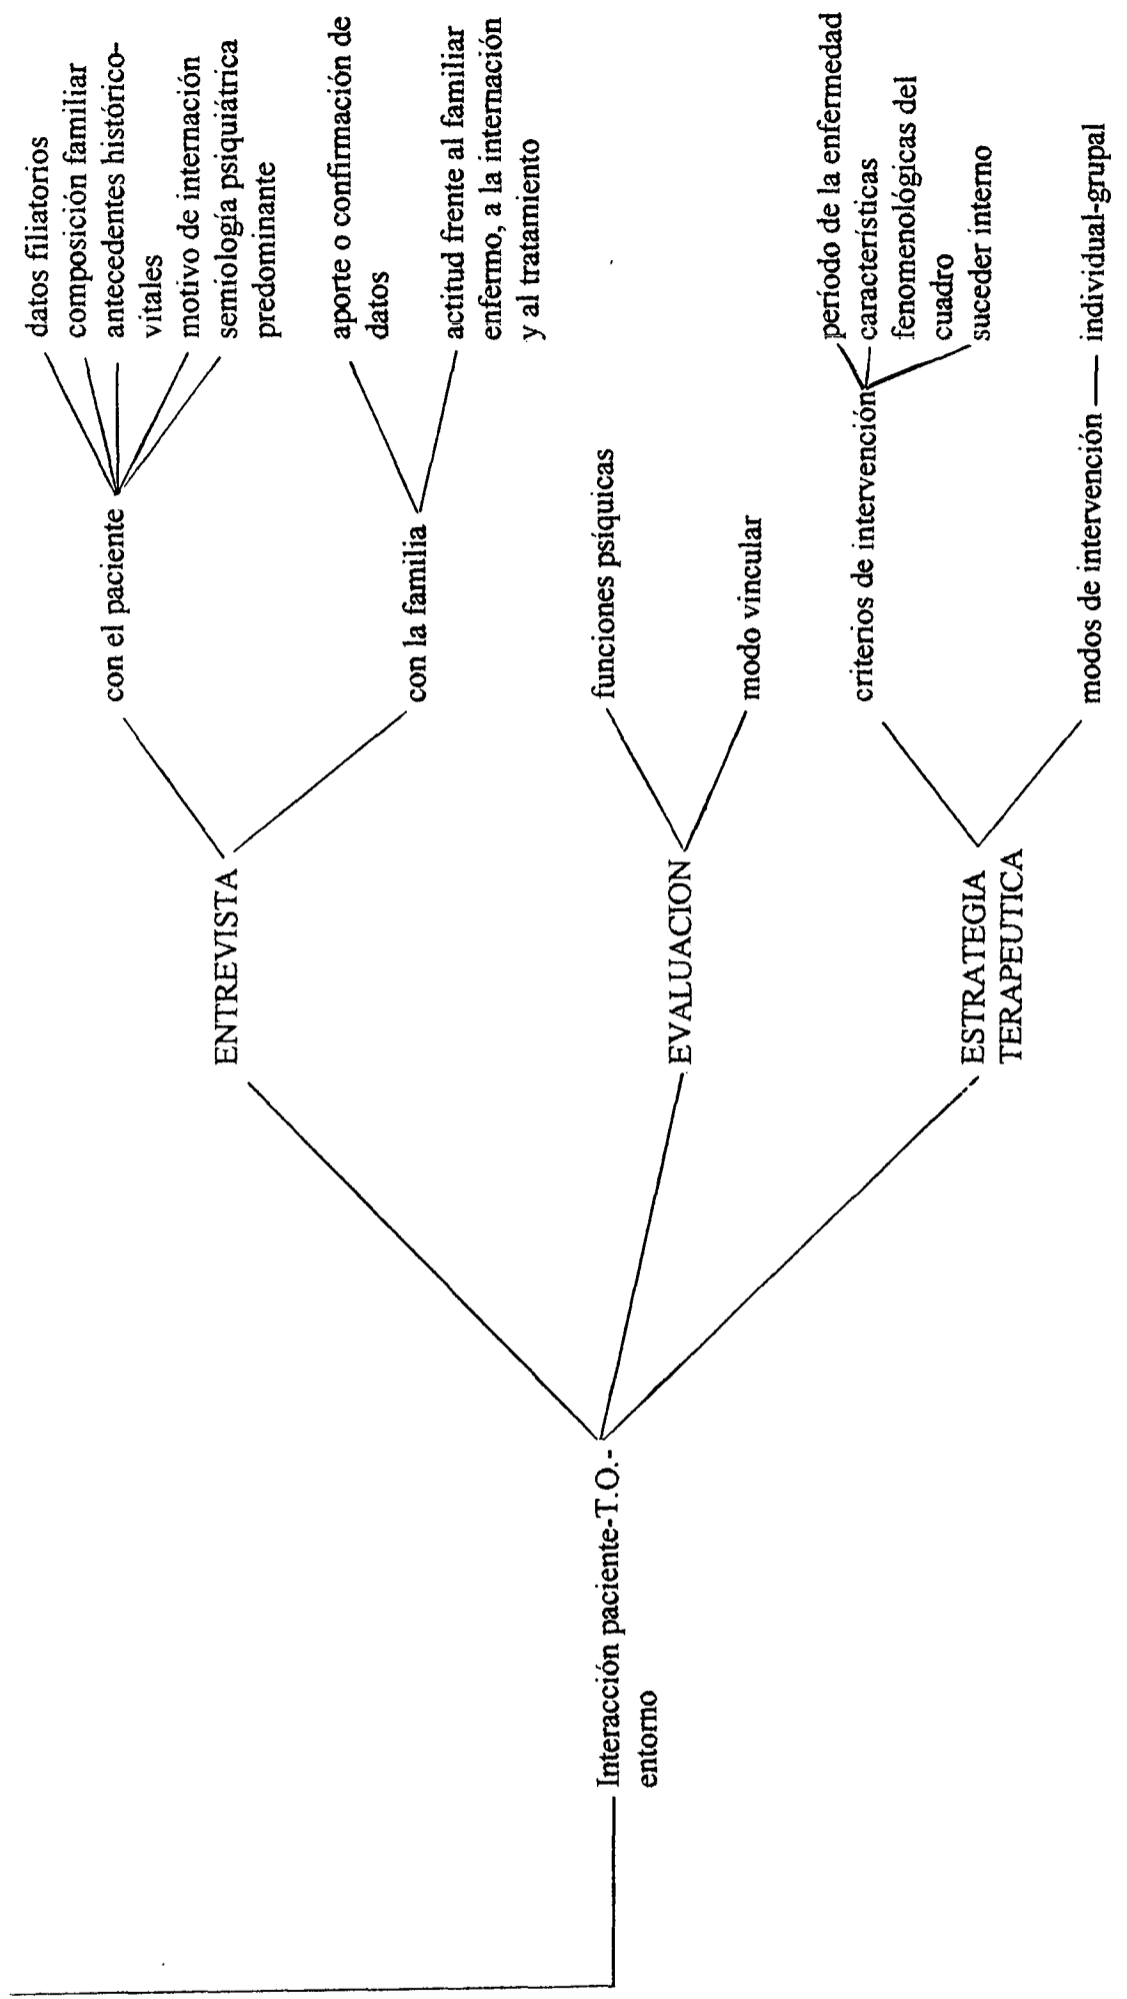 datos filiatorios
composición familiar
antecedentes histórico-
vitales
motivo de internación
semiología psiquiátrica
predominante
con el paciente
aporte o confirmación de
datos
actitud frente al familiar
enfermo, a la internación
y al tratamiento
con la familia
ENTREVISTA
funciones psíquicas
modo vincular
EVALUACION
período de la enfermedad
características
fenomenológicas del
cuadro
suceder interno
criterios de intervención
modos de intervención — individual-grupal
ESTRATEGIA
TERAPEUTICA
Interacción paciente-T.O.-
entorno